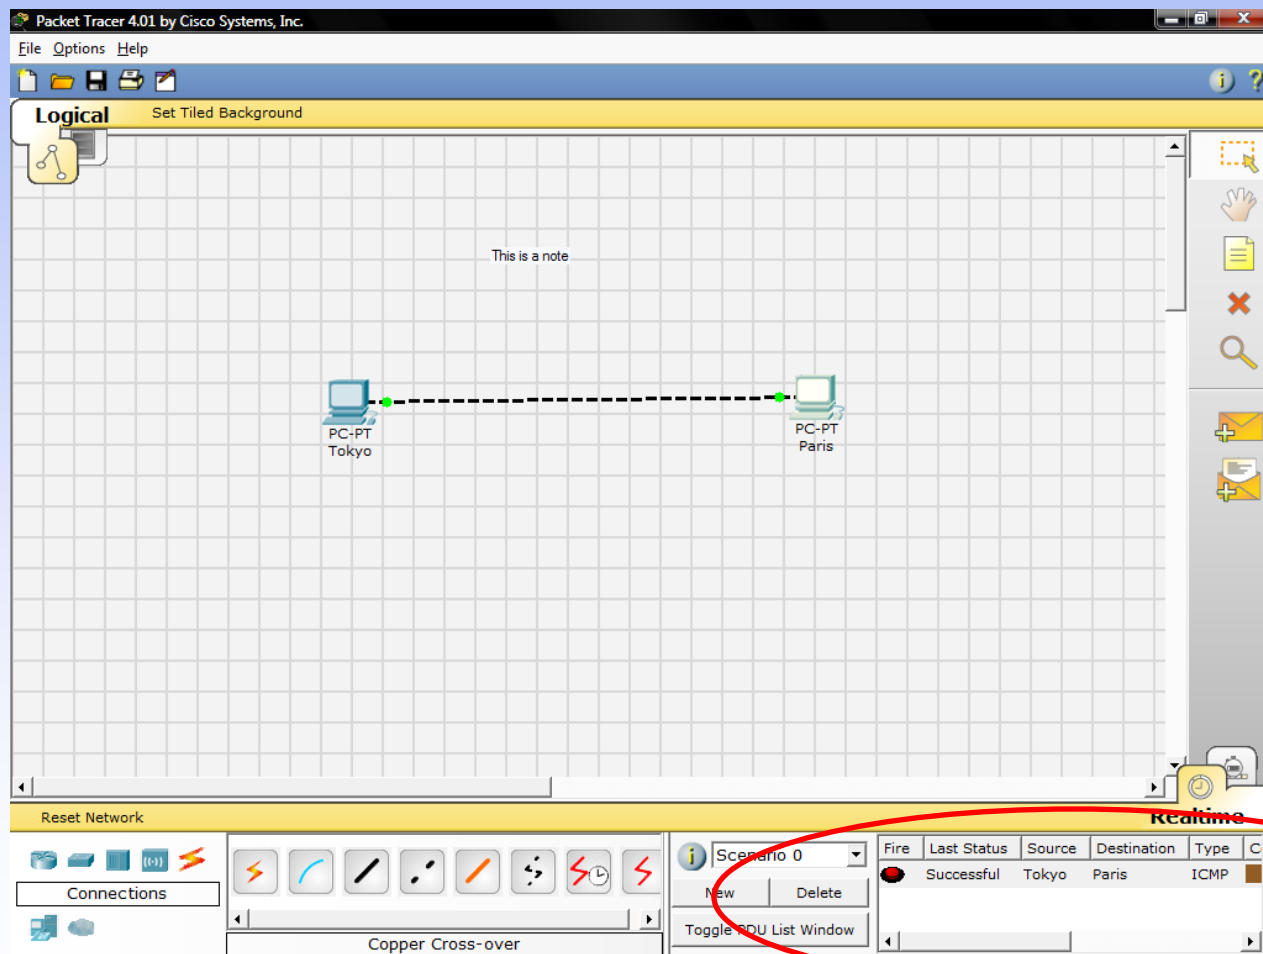 Packet Tracer 4.01 by Cisco Systems, Inc.
File Options Help
Logical Set Tiled Background
This is a note
PC-PT
Tokyo
PC-PT
Paris
Reset Network
Realtime
Scenario 0
Fire Last Status Source Destination Type
Successful Tokyo Paris ICMP
New Delete
Connections
Toggle PDU List Window
Copper Cross-over